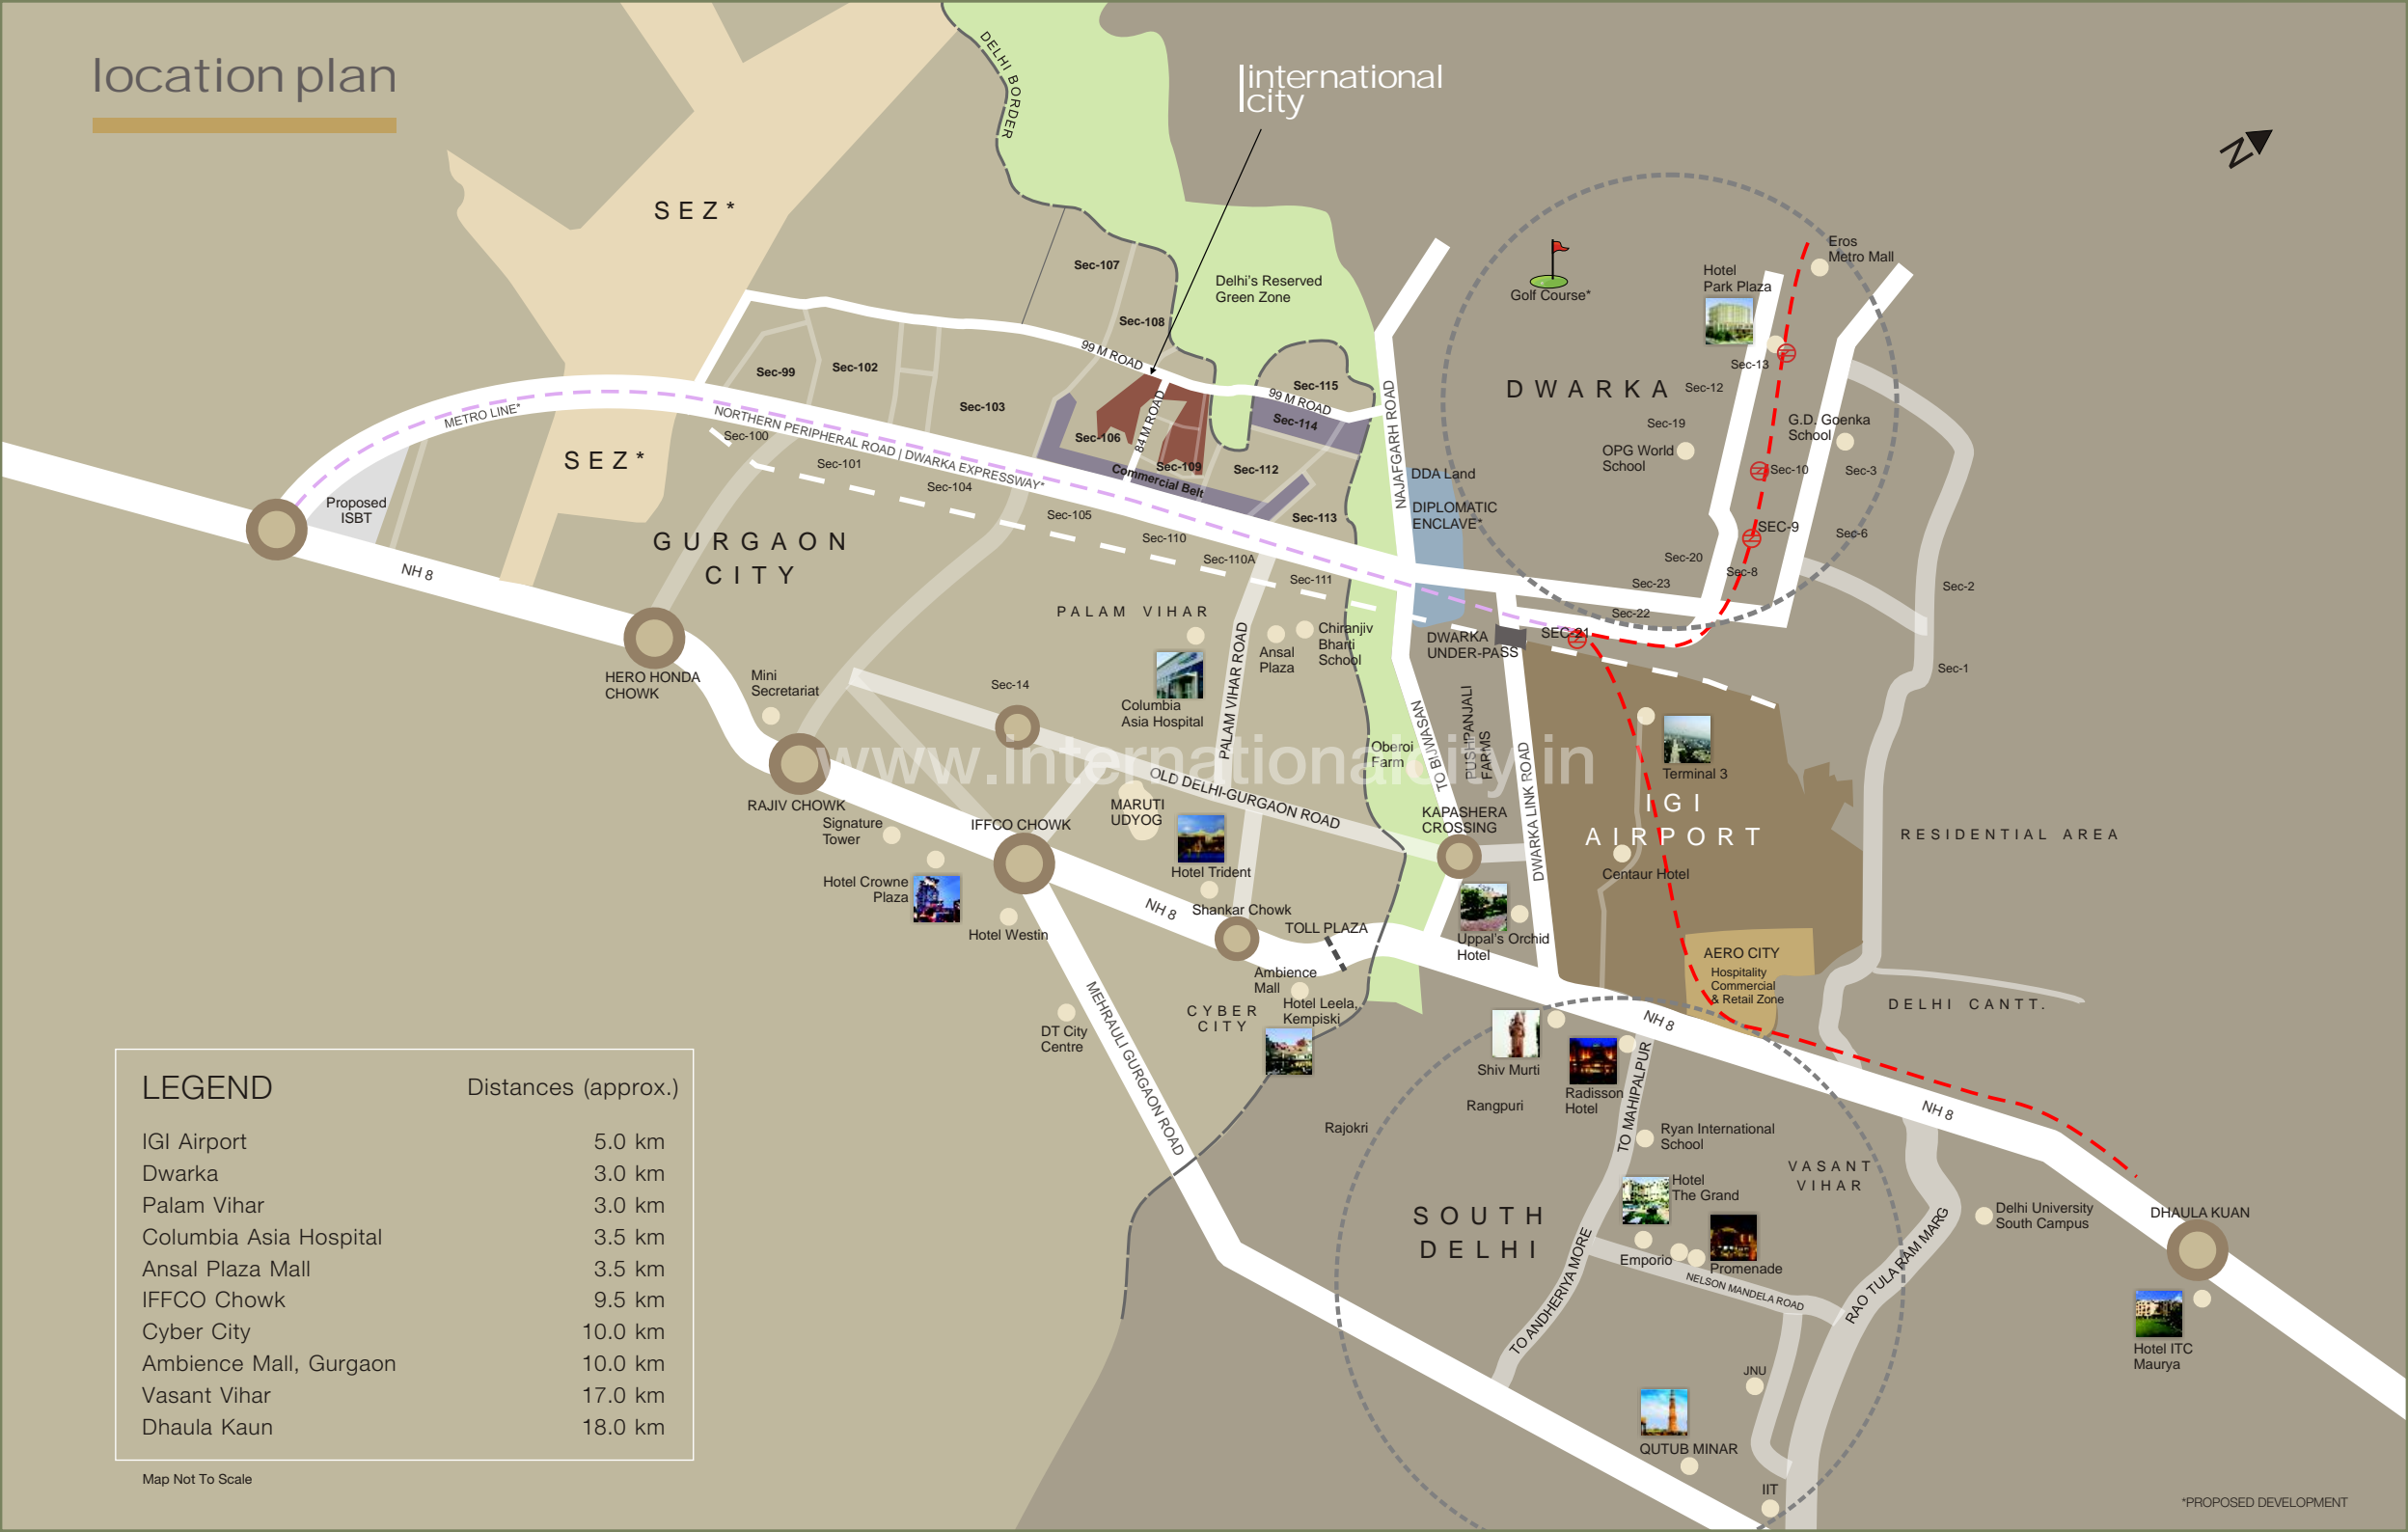 location plan
international
city
N
DELHI BORDER
SEZ*
Sec-107
Delhi's Reserved
Green Zone
Sec-108
99 M ROAD
Golf Course*
Eros
Metro Mall
Hotel
Park Plaza
Sec-13
DWARKA
Sec-12
Sec-19
G.D. Goenka
School
OPG World
School
Sec-10
Sec-3
SEC-9
Sec-6
Sec-20
Sec-8
Sec-23
Sec-2
Sec-22
SEC-21
Sec-1
Sec-99
Sec-102
Sec-103
Sec-115
99 M ROAD
Sec-114
84 M ROAD
Sec-106
Sec-109
Sec-112
Commercial Belt
Sec-113
METRO LINE*
NORTHERN PERIPHERAL ROAD | DWARKA EXPRESSWAY*
Sec-100
Sec-101
Sec-104
Sec-105
Sec-110
Sec-110A
Sec-111
NAJAFGARH ROAD
DDA Land
DIPLOMATIC
ENCLAVE*
SEZ*
Proposed
ISBT
NH 8
GURGAON
CITY
PALAM VIHAR
HERO HONDA
CHOWK
Mini
Secretariat
Sec-14
Columbia
Asia Hospital
PALAM VIHAR ROAD
Ansal
Plaza
Chiranjiv
Bharti
School
DWARKA
UNDER-PASS
TO BIJWASAN
PUSHPANJALI
FARMS
DWARKA LINK ROAD
Oberoi
Farm
www.internationalcity.in
Terminal 3
IGI
AIRPORT
Centaur Hotel
RESIDENTIAL AREA
RAJIV CHOWK
Signature
Tower
IFFCO CHOWK
MARUTI
UDYOG
OLD DELHI-GURGAON ROAD
KAPASHERA
CROSSING
Hotel Crowne
Plaza
Hotel Westin
Hotel Trident
NH 8
Shankar Chowk
TOLL PLAZA
Uppal's Orchid
Hotel
AERO CITY
Hospitality
Commercial
& Retail Zone
DELHI CANTT.
Ambience
Mall
Hotel Leela,
Kempiski
CYBER
CITY
DT City
Centre
MEHRAULI GURGAON ROAD
NH 8
Shiv Murti
Radisson
Hotel
Rangpuri
Rajokri
TO MAHIPALPUR
Ryan International
School
NH 8
VASANT
VIHAR
Hotel
The Grand
SOUTH
DELHI
Emporio
Promenade
NELSON MANDELA ROAD
TO ANDHERIYA MORE
RAO TULA RAM MARG
Delhi University
South Campus
DHAULA KUAN
Hotel ITC
Maurya
JNU
QUTUB MINAR
IIT
LEGEND Distances (approx.)
IGI Airport 5.0 km
Dwarka 3.0 km
Palam Vihar 3.0 km
Columbia Asia Hospital 3.5 km
Ansal Plaza Mall 3.5 km
IFFCO Chowk 9.5 km
Cyber City 10.0 km
Ambience Mall, Gurgaon 10.0 km
Vasant Vihar 17.0 km
Dhaula Kaun 18.0 km
Map Not To Scale
*PROPOSED DEVELOPMENT